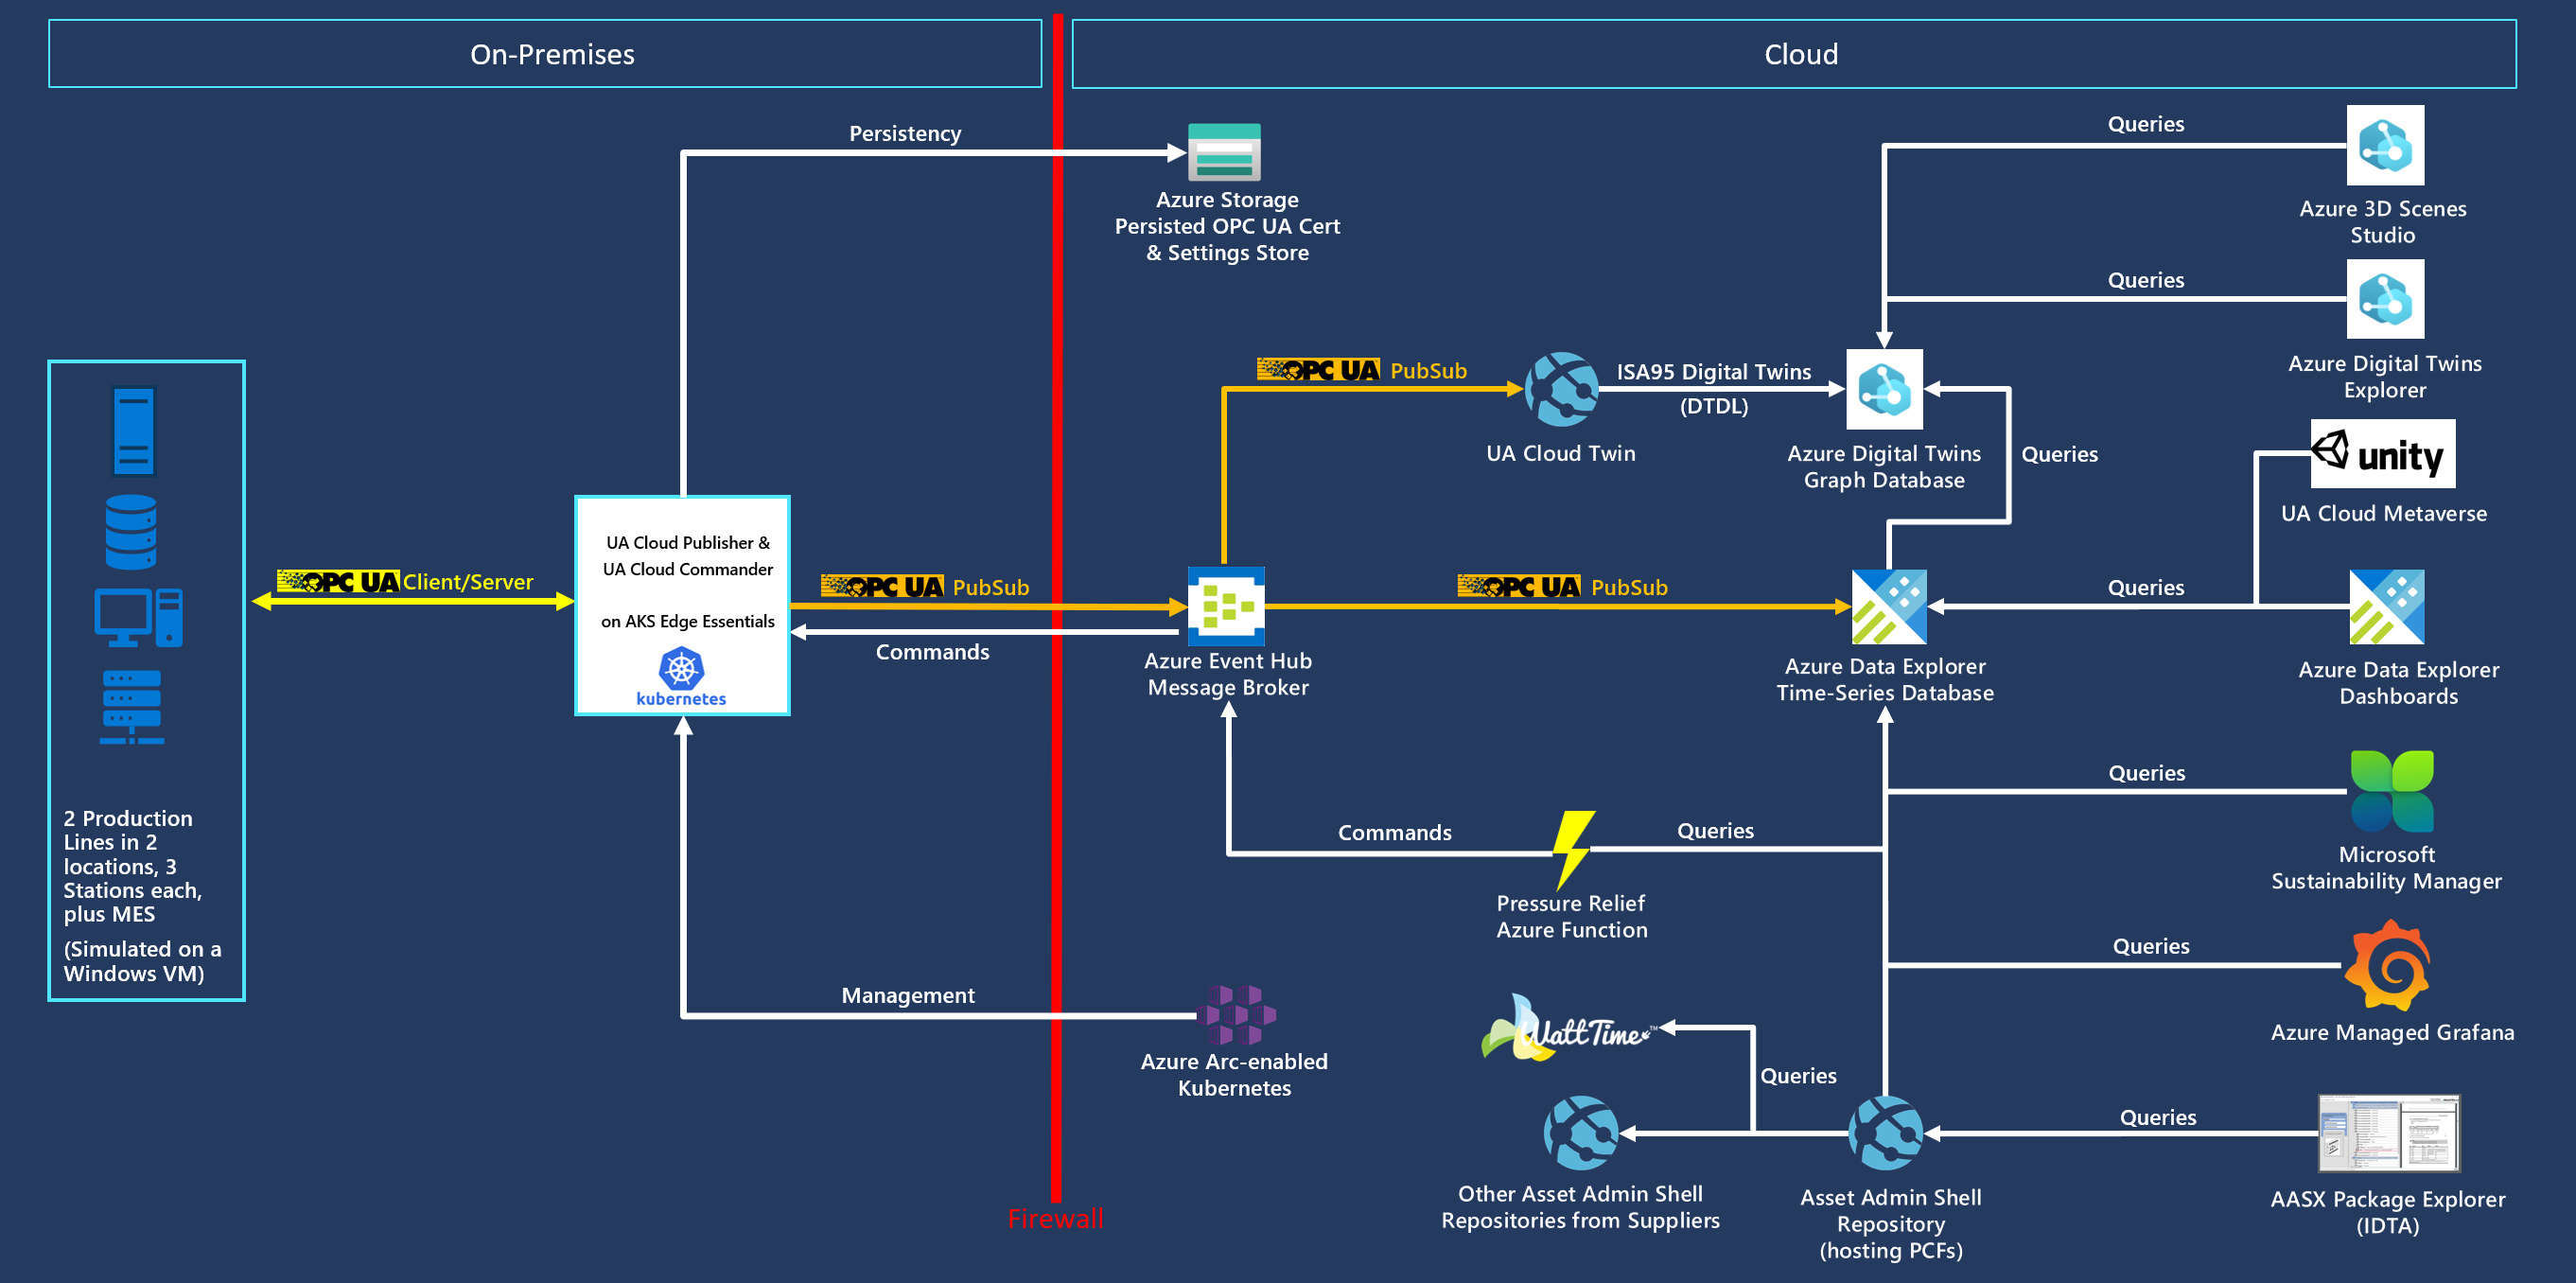 On-Premises
Cloud
Persistency
Azure Storage
Persisted OPC UA Cert
& Settings Store
Queries
Azure 3D Scenes
Studio
Queries
Azure Digital Twins
Explorer
OPC UA PubSub
UA Cloud Twin
ISA95 Digital Twins
(DTDL)
Azure Digital Twins
Graph Database
Queries
unity
UA Cloud Metaverse
2 Production
Lines in 2
locations, 3
Stations each,
plus MES
(Simulated on a
Windows VM)
OPC UA Client/Server
UA Cloud Publisher &
UA Cloud Commander
on AKS Edge Essentials
kubernetes
OPC UA PubSub
Commands
Azure Event Hub
Message Broker
OPC UA PubSub
Azure Data Explorer
Time-Series Database
Queries
Azure Data Explorer
Dashboards
Queries
Microsoft
Sustainability Manager
Commands
Queries
Pressure Relief
Azure Function
Queries
Azure Managed Grafana
Management
Azure Arc-enabled
Kubernetes
WattTime™
Queries
Queries
Other Asset Admin Shell
Repositories from Suppliers
Asset Admin Shell
Repository
(hosting PCFs)
AASX Package Explorer
(IDTA)
Firewall